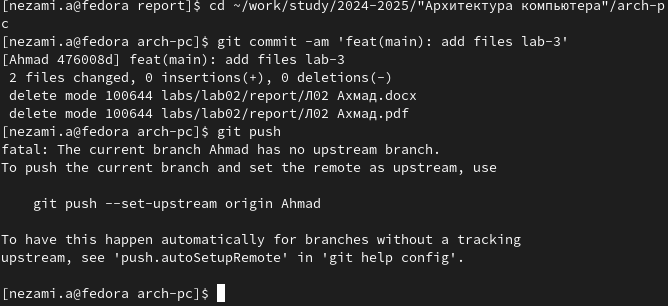 [nezami.a@fedora report]$ cd ~/work/study/2024-2025/"Архитектура компьютера"/arch-p
c
[nezami.a@fedora arch-pc]$ git commit -am 'feat(main): add files lab-3'
[Ahmad 476008d] feat(main): add files lab-3
 2 files changed, 0 insertions(+), 0 deletions(-)
 delete mode 100644 labs/lab02/report/Л02 Ахмад.docx
 delete mode 100644 labs/lab02/report/Л02 Ахмад.pdf
[nezami.a@fedora arch-pc]$ git push
fatal: The current branch Ahmad has no upstream branch.
To push the current branch and set the remote as upstream, use

    git push --set-upstream origin Ahmad

To have this happen automatically for branches without a tracking
upstream, see 'push.autoSetupRemote' in 'git help config'.

[nezami.a@fedora arch-pc]$